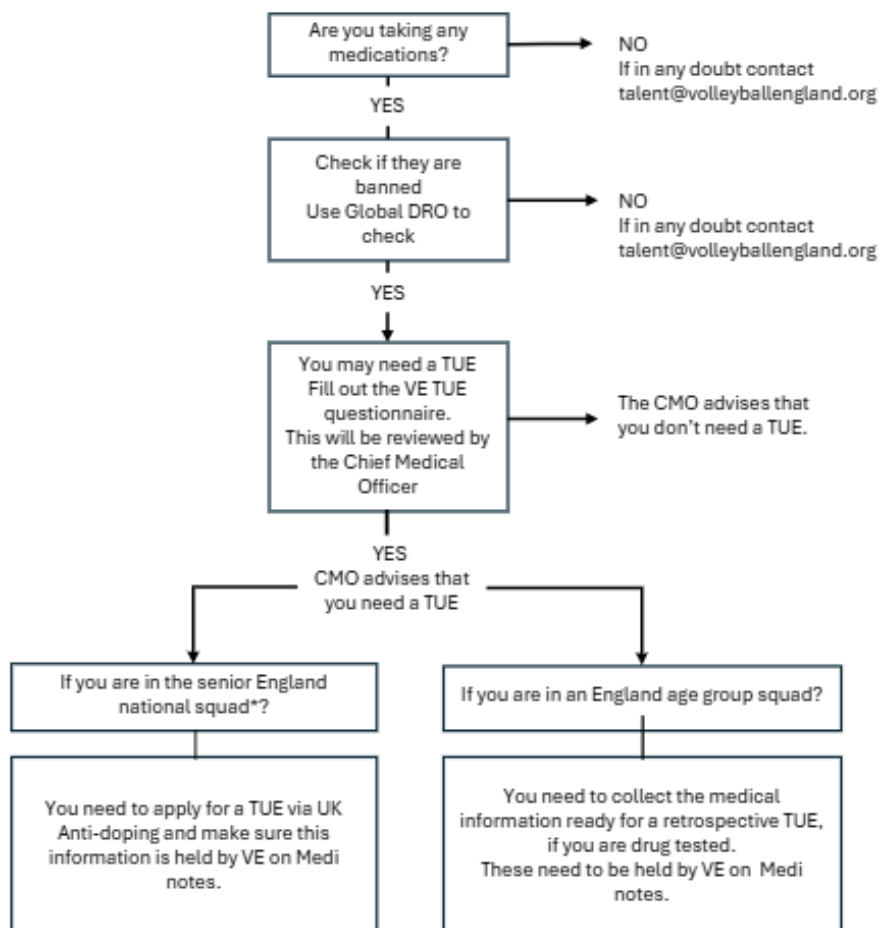 Are you taking any
medications?
NO
If in any doubt contact
talent@volleyballengland.org
YES
Check if they are
banned
Use Global DRO to
check
NO
If in any doubt contact
talent@volleyballengland.org
YES
You may need a TUE
Fill out the VE TUE
questionnaire.
This will be reviewed by
the Chief Medical
Officer
The CMO advises that
you don't need a TUE.
YES
CMO advises that
you need a TUE
If you are in the senior England
national squad*?
If you are in an England age group squad?
You need to apply for a TUE via UK
Anti-doping and make sure this
information is held by VE on Medi
notes.
You need to collect the medical
information ready for a retrospective TUE,
if you are drug tested.
These need to be held by VE on Medi
notes.